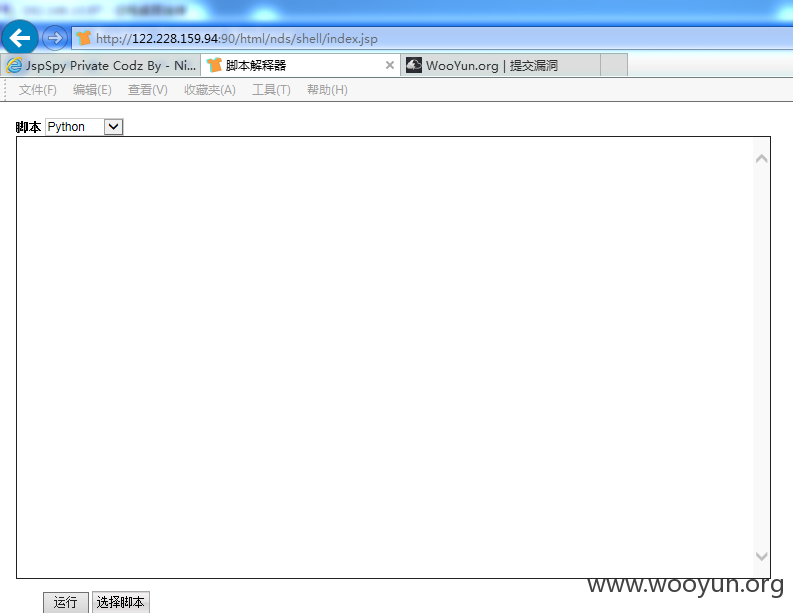 http://122.228.159.94:90/html/nds/shell/index.jsp
JspSpy Private Codz By - Ni... 脚本解释器 WooYun.org | 提交漏洞
文件(F) 编辑(E) 查看(V) 收藏夹(A) 工具(T) 帮助(H)
脚本 Python
www.wooyun.org
运行 选择脚本